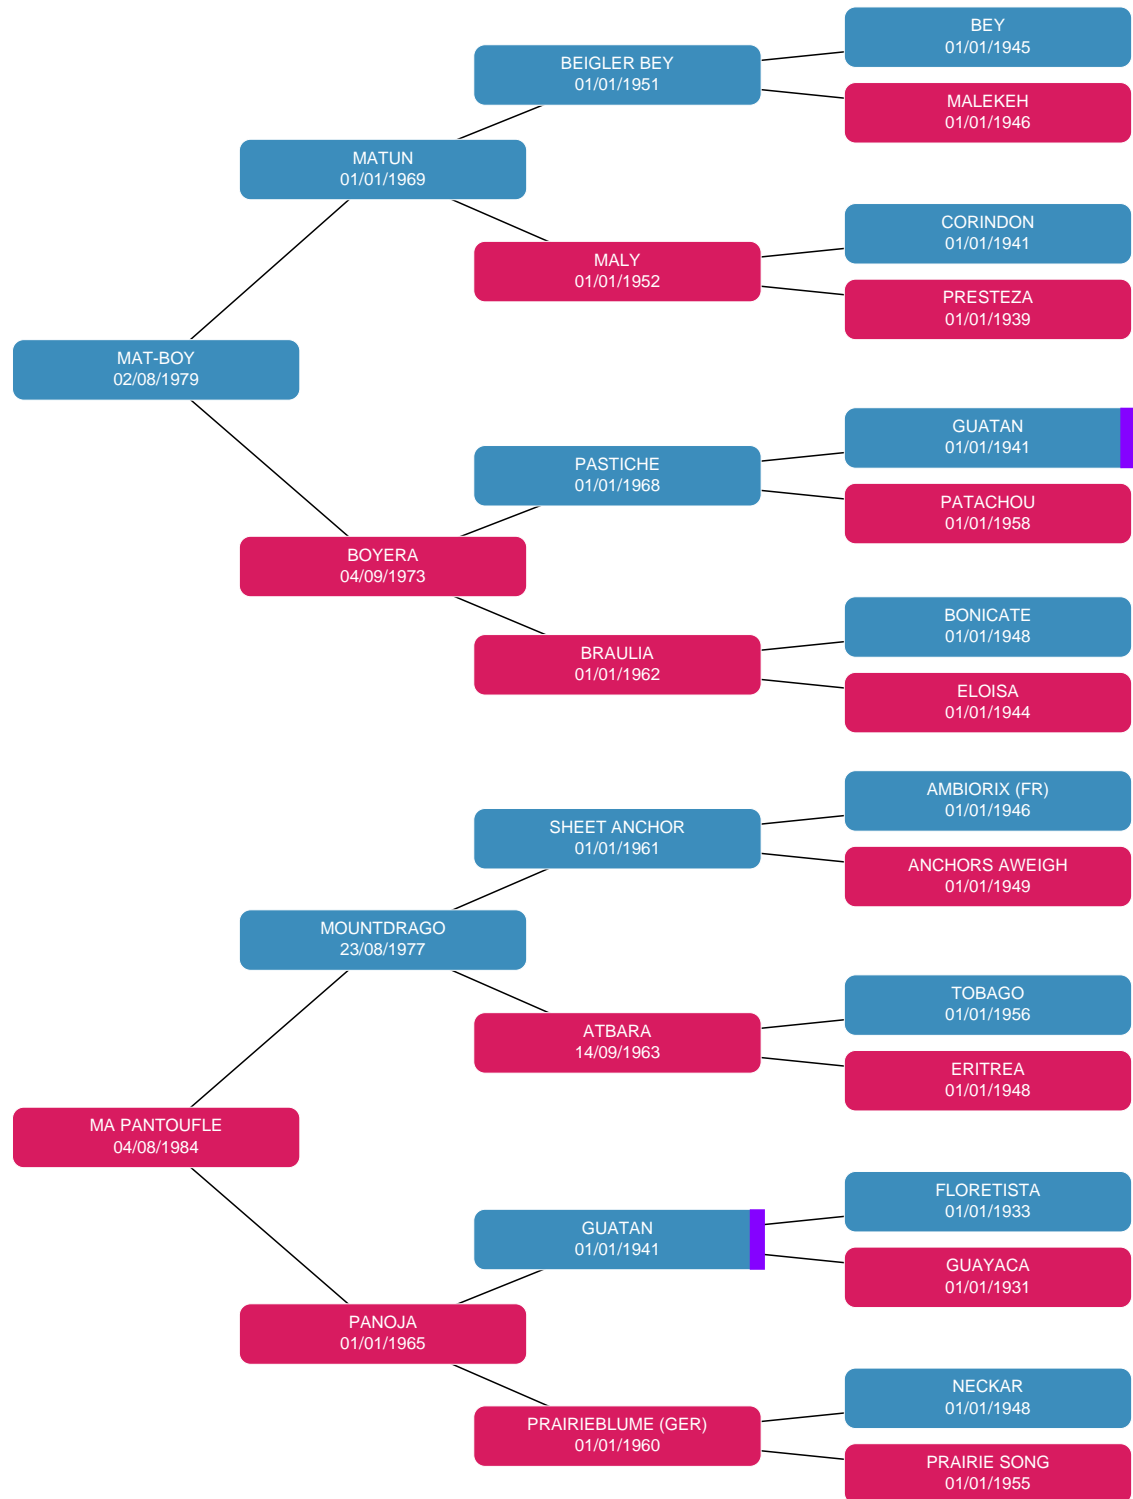 BEY
01/01/1945
BEIGLER BEY
01/01/1951
MALEKEH
01/01/1946
MATUN
01/01/1969
CORINDON
01/01/1941
MALY
01/01/1952
PRESTEZA
01/01/1939
MAT-BOY
02/08/1979
GUATAN
01/01/1941
PASTICHE
01/01/1968
PATACHOU
01/01/1958
BOYERA
04/09/1973
BONICATE
01/01/1948
BRAULIA
01/01/1962
ELOISA
01/01/1944
AMBIORIX (FR)
01/01/1946
SHEET ANCHOR
01/01/1961
ANCHORS AWEIGH
01/01/1949
MOUNTDRAGO
23/08/1977
TOBAGO
01/01/1956
ATBARA
14/09/1963
ERITREA
01/01/1948
MA PANTOUFLE
04/08/1984
FLORETISTA
01/01/1933
GUATAN
01/01/1941
GUAYACA
01/01/1931
PANOJA
01/01/1965
NECKAR
01/01/1948
PRAIRIEBLUME (GER)
01/01/1960
PRAIRIE SONG
01/01/1955